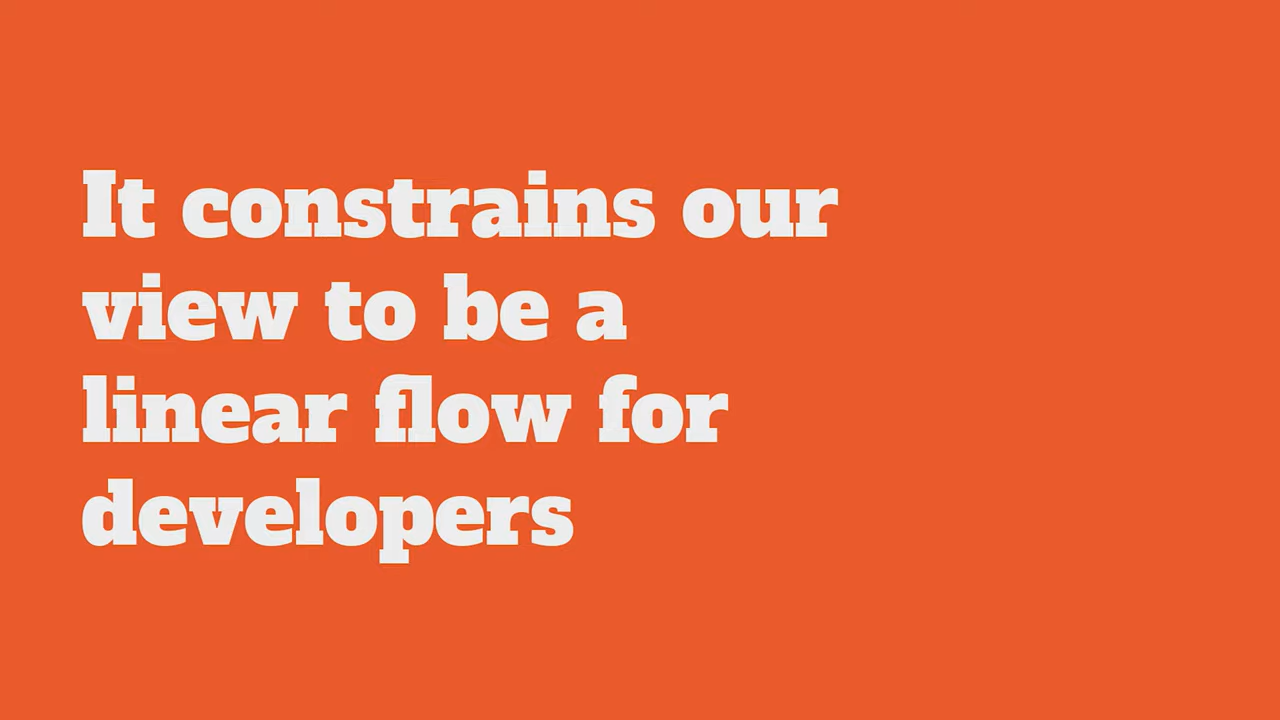 It constrains our
view to be a
linear flow for
developers